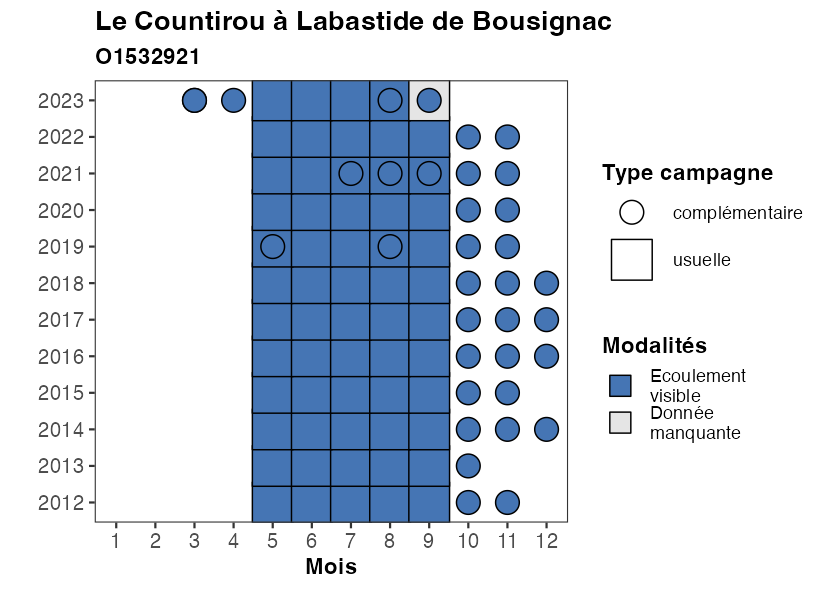 Le Countirou à Labastide de Bousignac
O1532921
2023
2022
2021
2020
2019
2018
2017
2016
2015
2014
2013
2012
1 2 3 4 5 6 7 8 9 10 11 12
Mois
Type campagne
complémentaire
usuelle
Modalités
Ecoulement
visible
Donnée
manquante